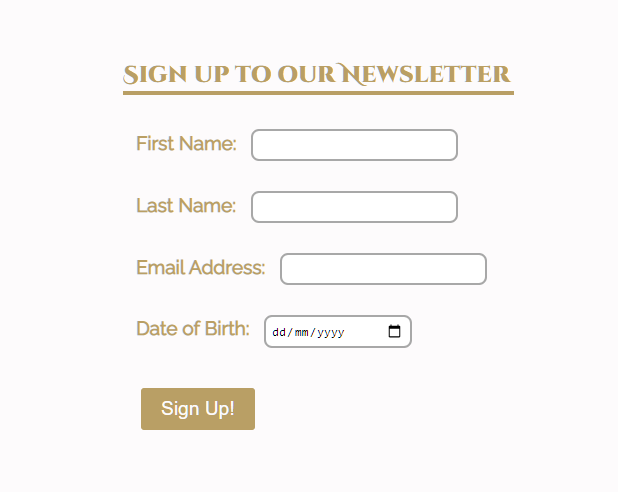 Sign up to our Newsletter
First Name:
Last Name:
Email Address:
Date of Birth: dd/mm/yyyy
Sign Up!